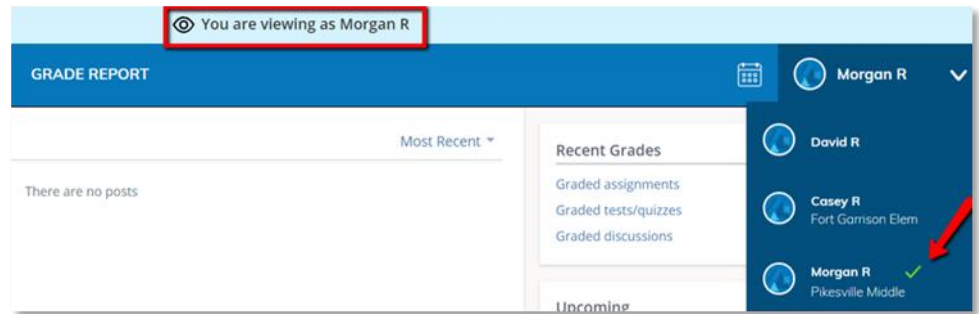 You are viewing as Morgan R
GRADE REPORT
Morgan R
Most Recent
There are no posts
Recent Grades
Graded assignments
Graded tests/quizzes
Graded discussions
Upcoming
David R
Casey R
Fort Garrison Elem
Morgan R
Pikesville Middle